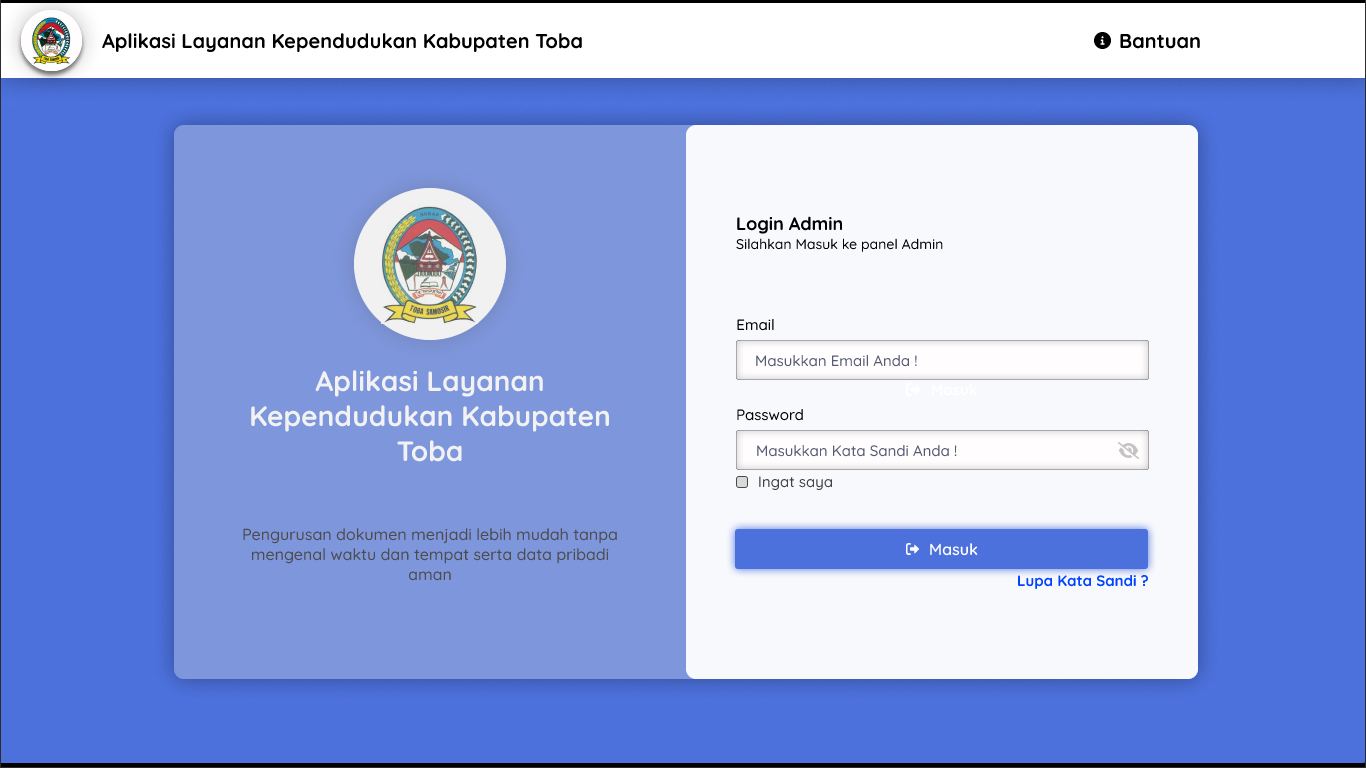 Aplikasi Layanan Kependudukan Kabupaten Toba
Bantuan
TOBA SAMOSIR
Aplikasi Layanan
Kependudukan Kabupaten
Toba
Pengurusan dokumen menjadi lebih mudah tanpa
mengenal waktu dan tempat serta data pribadi
aman
Login Admin
Silahkan Masuk ke panel Admin
Email
Masukkan Email Anda !
Masuk
Password
Masukkan Kata Sandi Anda !
Ingat saya
Masuk
Lupa Kata Sandi ?